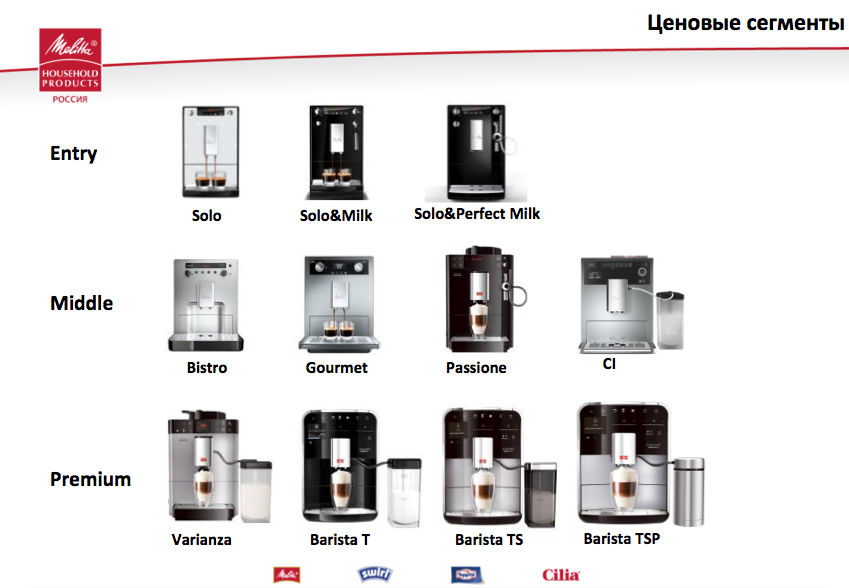 Ценовые сегменты
Melitta®
HOUSEHOLD
PRODUCTS
РОССИЯ
Entry
Solo
Solo&Milk
Solo&Perfect Milk
Middle
Bistro
Gourmet
Passione
CI
Premium
Varianza
Barista T
Barista TS
Barista TSP
Melitta
swirl
Toppits
Cilia